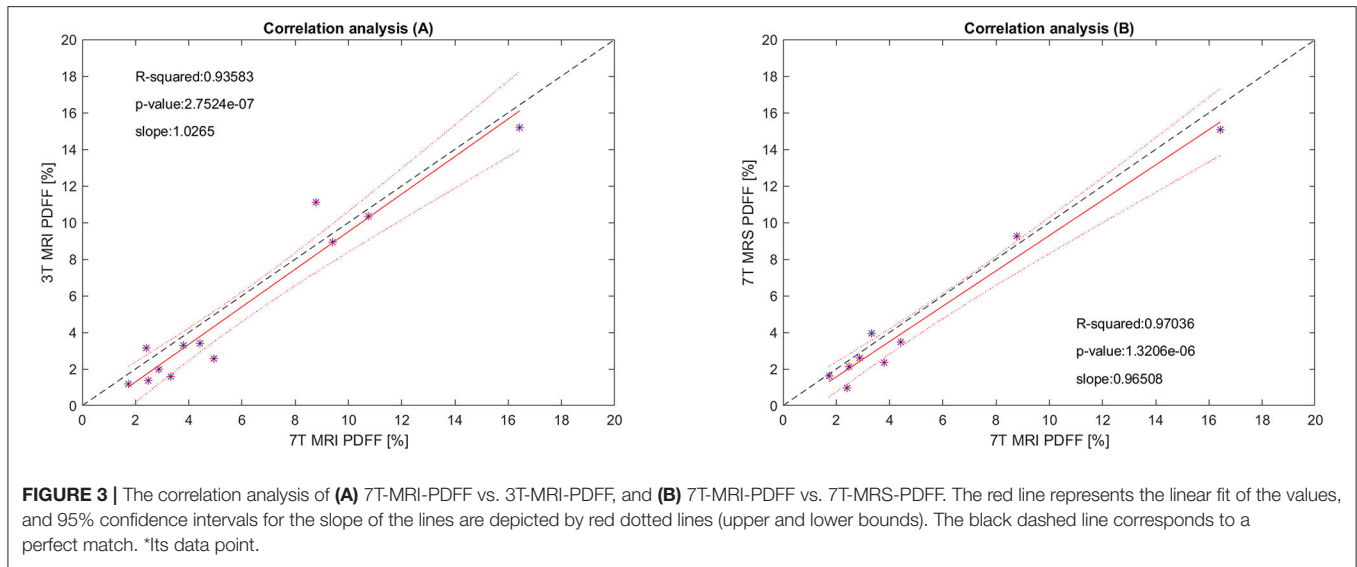 Correlation analysis (A)
20
18
16
14
12
10
8
6
4
2
0
3T MRI PDFF [%]
R-squared:0.93583
p-value:2.7524e-07
slope:1.0265
0 2 4 6 8 10 12 14 16 18 20
7T MRI PDFF [%]
Correlation analysis (B)
20
18
16
14
12
10
8
6
4
2
0
7T MRS PDFF [%]
R-squared:0.97036
p-value:1.3206e-06
slope:0.96508
0 2 4 6 8 10 12 14 16 18 20
7T MRI PDFF [%]
FIGURE 3 | The correlation analysis of (A) 7T-MRI-PDFF vs. 3T-MRI-PDFF, and (B) 7T-MRI-PDFF vs. 7T-MRS-PDFF. The red line represents the linear fit of the values,
and 95% confidence intervals for the slope of the lines are depicted by red dotted lines (upper and lower bounds). The black dashed line corresponds to a
perfect match. *Its data point.